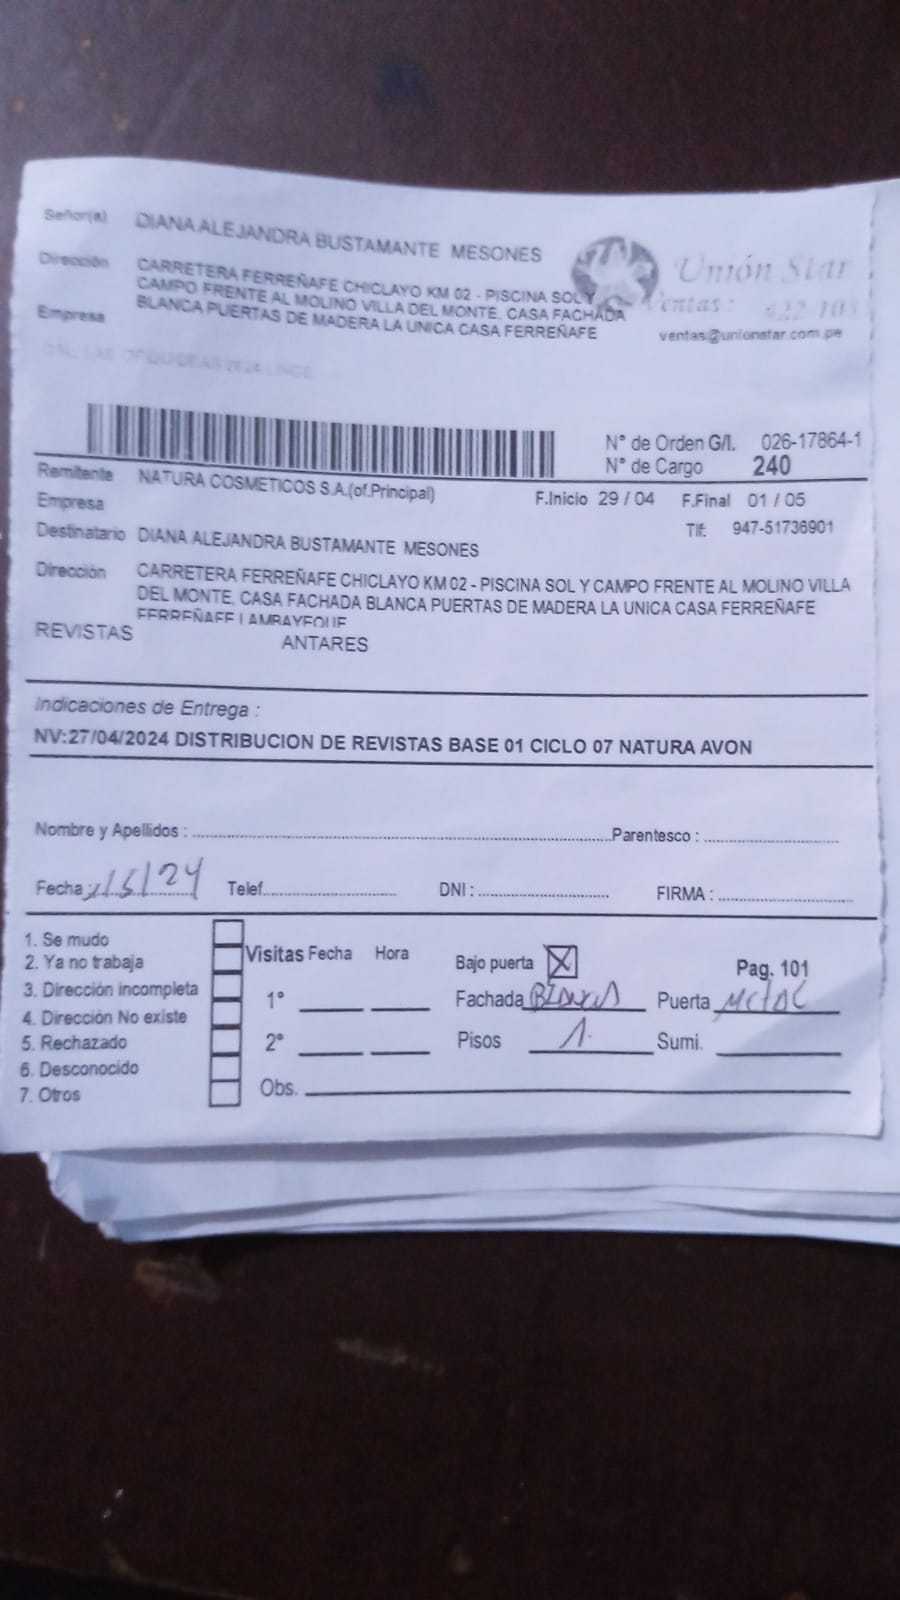 Señor(a) DIANA ALEJANDRA BUSTAMANTE MESONES
Dirección CARRETERA FERREÑAFE CHICLAYO KM 02 - PISCINA SOL Y
CAMPO FRENTE AL MOLINO VILLA DEL MONTE, CASA FACHADA
BLANCA PUERTAS DE MADERA LA UNICA CASA FERREÑAFE
Empresa
Unión Star
Ventas:
ventas@unionstar.com.pe
N° de Orden G/I. 026-17864-1
N° de Cargo 240
Remitente NATURA COSMETICOS S.A.(of.Principal)
F.Inicio 29 / 04 F.Final 01 / 05
Empresa
Tlf: 947-51736901
Destinatario DIANA ALEJANDRA BUSTAMANTE MESONES
Dirección CARRETERA FERREÑAFE CHICLAYO KM 02 - PISCINA SOL Y CAMPO FRENTE AL MOLINO VILLA
DEL MONTE, CASA FACHADA BLANCA PUERTAS DE MADERA LA UNICA CASA FERREÑAFE
FERREÑAFE LAMBAYEQUE
REVISTAS ANTARES
Indicaciones de Entrega :
NV:27/04/2024 DISTRIBUCION DE REVISTAS BASE 01 CICLO 07 NATURA AVON
Nombre y Apellidos : Parentesco :
Fecha: 1/5/24 Telef. DNI : FIRMA :
1. Se mudo
2. Ya no trabaja
3. Dirección incompleta
4. Dirección No existe
5. Rechazado
6. Desconocido
7. Otros
Visitas Fecha Hora
1°
2°
Obs.
Bajo puerta X Pag. 101
Fachada Blanca Puerta
Pisos 1. Sumi.